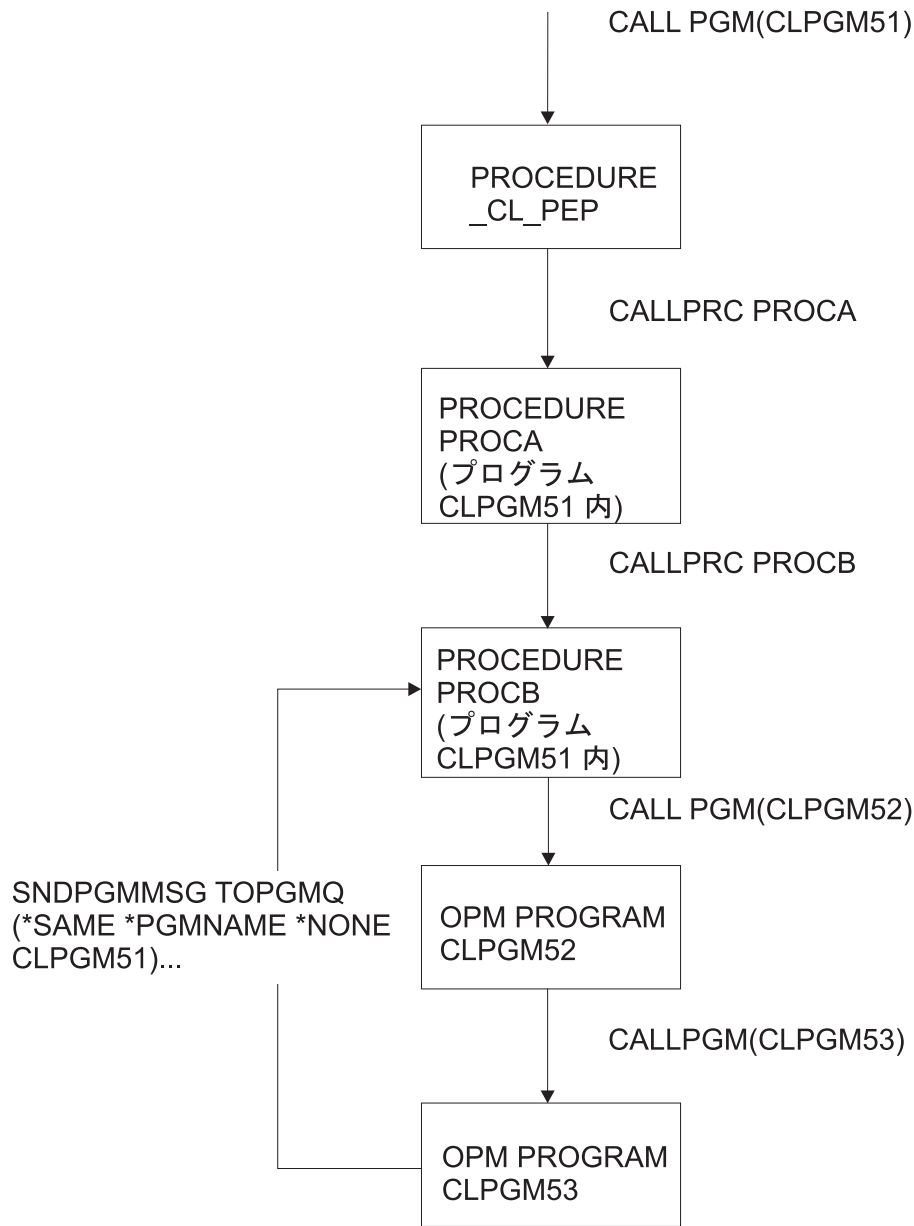 CALL PGM(CLPGM51)
PROCEDURE
_CL_PEP
CALLPRC PROCA
PROCEDURE
PROCA
(プログラム
CLPGM51 内)
CALLPRC PROCB
PROCEDURE
PROCB
(プログラム
CLPGM51 内)
CALL PGM(CLPGM52)
SNDPGMMSG TOPGMQ
(*SAME *PGMNAME *NONE
CLPGM51)...
OPM PROGRAM
CLPGM52
CALLPGM(CLPGM53)
OPM PROGRAM
CLPGM53